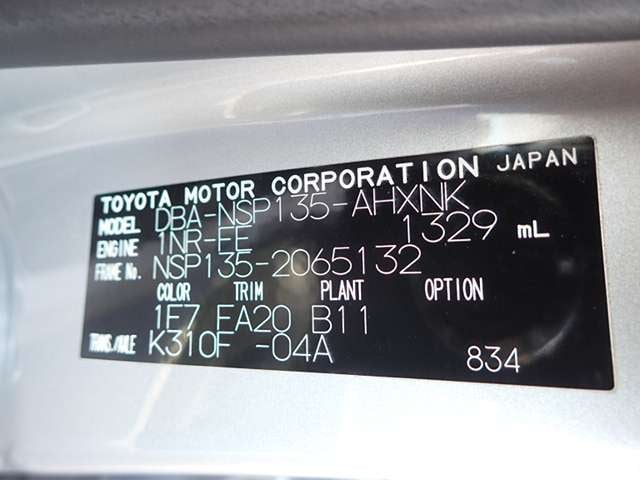 TOYOTA MOTOR CORPORATION JAPAN
MODEL DBA-NSP135-AHXNK
ENGINE 1NR-FE 1329 mL
FRAME No. NSP135-2065132
COLOR TRIM PLANT OPTION
1F7 FA20 B11
TRANS./AXLE K310F -04A 834